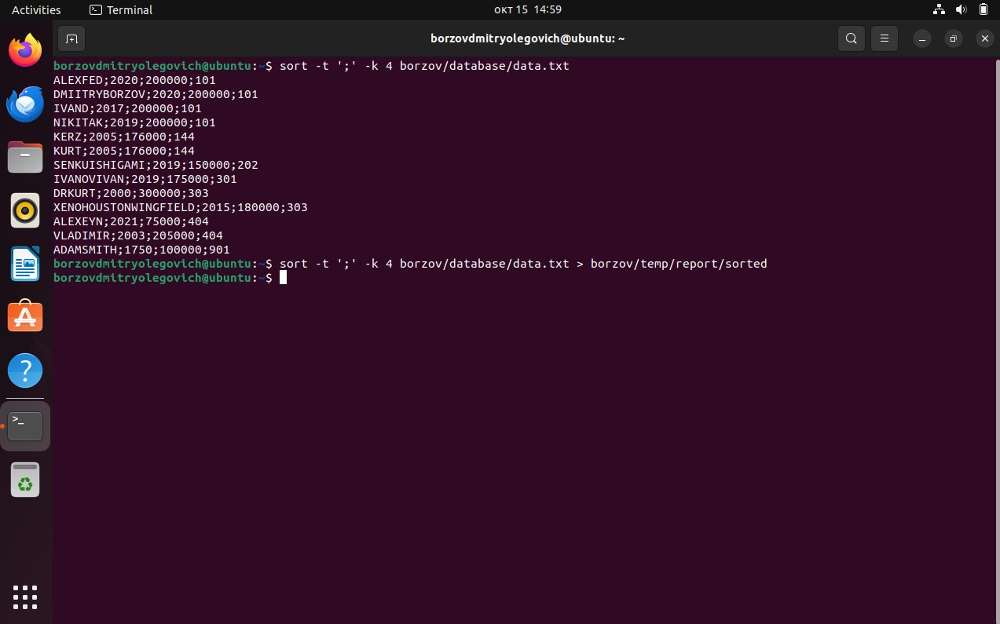 Activities
Terminal
окт 15 14:59
borzovdmitryolegovich@ubuntu: ~
borzovdmitryolegovich@ubuntu:~$ sort -t ';' -k 4 borzov/database/data.txt
ALEXFED;2020;200000;101
DMIITRYBORZOV;2020;200000;101
IVAND;2017;200000;101
NIKITAK;2019;200000;101
KERZ;2005;176000;144
KURT;2005;176000;144
SENKUISHIGAMI;2019;150000;202
IVANOVIVAN;2019;175000;301
DRKURT;2000;300000;303
XENOHOUSTONWINGFIELD;2015;180000;303
ALEXEYN;2021;75000;404
VLADIMIR;2003;205000;404
ADAMSMITH;1750;100000;901
borzovdmitryolegovich@ubuntu:~$ sort -t ';' -k 4 borzov/database/data.txt > borzov/temp/report/sorted
borzovdmitryolegovich@ubuntu:~$